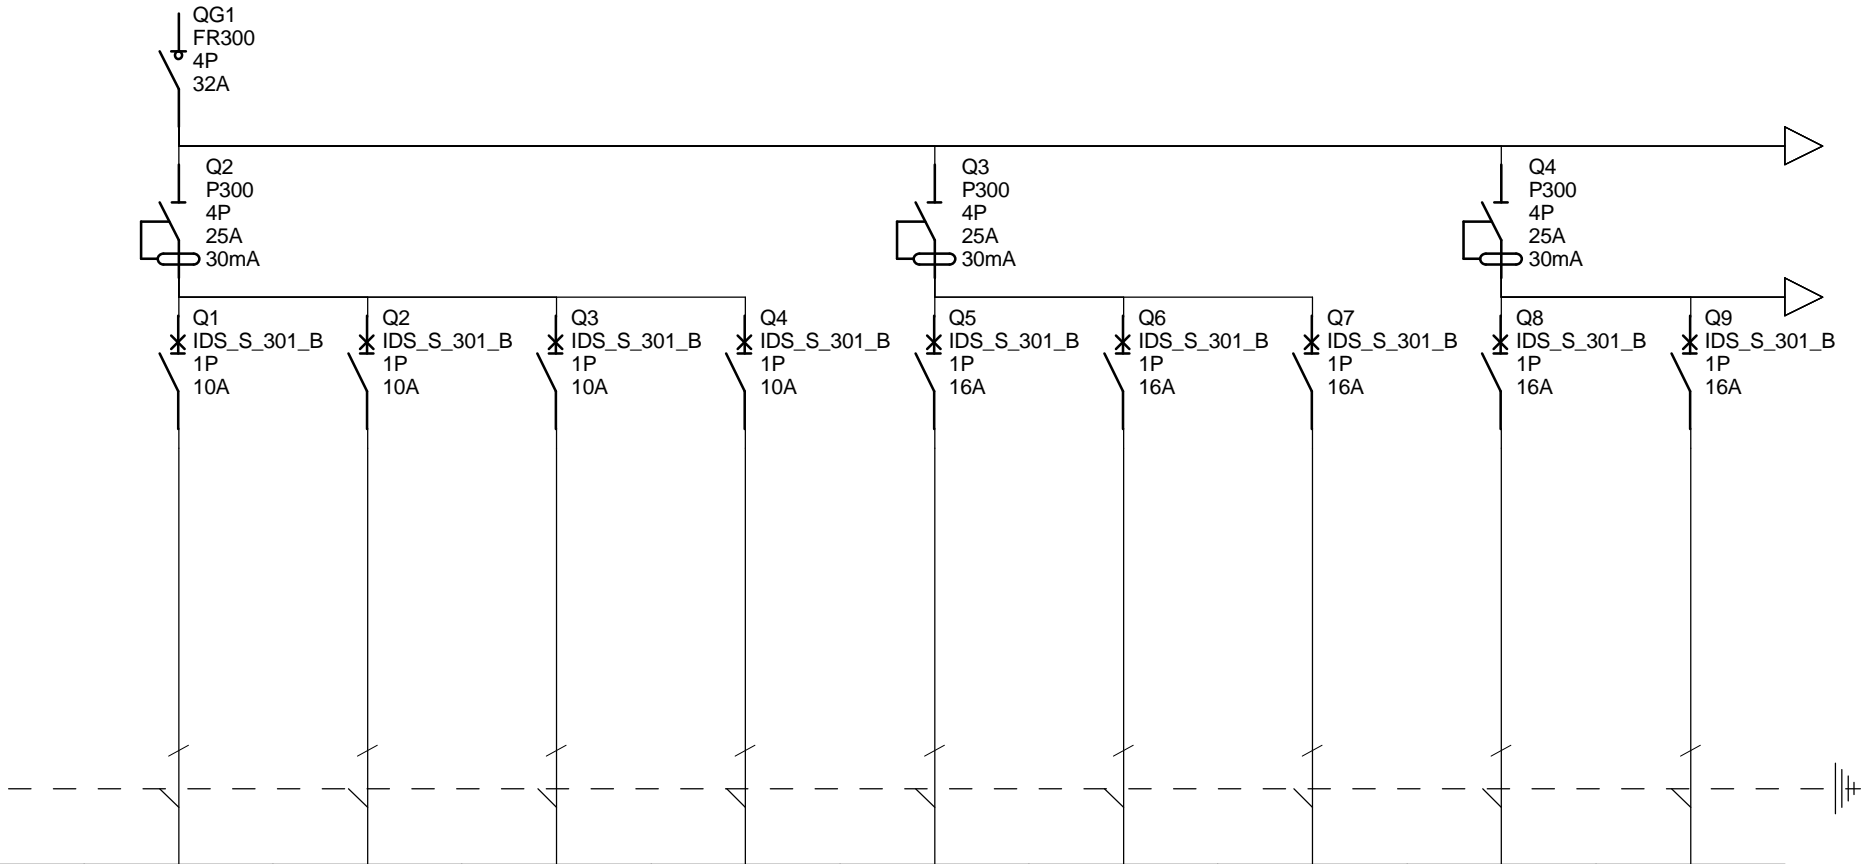 QG1
FR300
4P
32A
Q2
P300
4P
25A
30mA
Q3
P300
4P
25A
30mA
Q4
P300
4P
25A
30mA
Q1
IDS_S_301_B
1P
10A
Q2
IDS_S_301_B
1P
10A
Q3
IDS_S_301_B
1P
10A
Q4
IDS_S_301_B
1P
10A
Q5
IDS_S_301_B
1P
16A
Q6
IDS_S_301_B
1P
16A
Q7
IDS_S_301_B
1P
16A
Q8
IDS_S_301_B
1P
16A
Q9
IDS_S_301_B
1P
16A